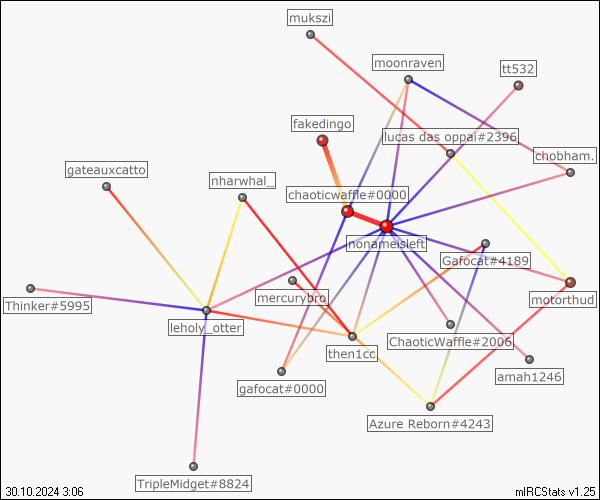 mukszi
moonraven
tt532
fakedingo
lucas das oppai#2396
chobham.
gateauxcatto
nharwhal_
chaoticwaffle#0000
nonameisleft
Gafocat#4189
Thinker#5995
mercurybro
motorthud
leholy_otter
then1cc
ChaoticWaffle#2006
gafocat#0000
amah1246
Azure Reborn#4243
TripleMidget#8824
30.10.2024 3:06
mIRCStats v1.25